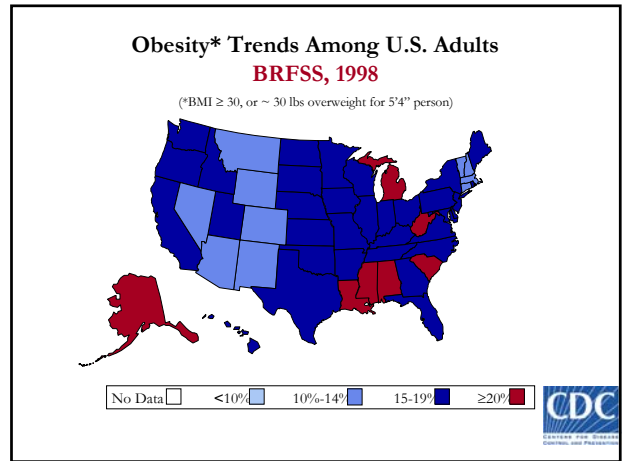 Obesity* Trends Among U.S. Adults
BRFSS, 1998
(*BMI ≥ 30, or ~ 30 lbs overweight for 5'4" person)
No Data <10% 10%-14% 15-19% ≥20%
CDC
CENTERS FOR DISEASE
CONTROL AND PREVENTION